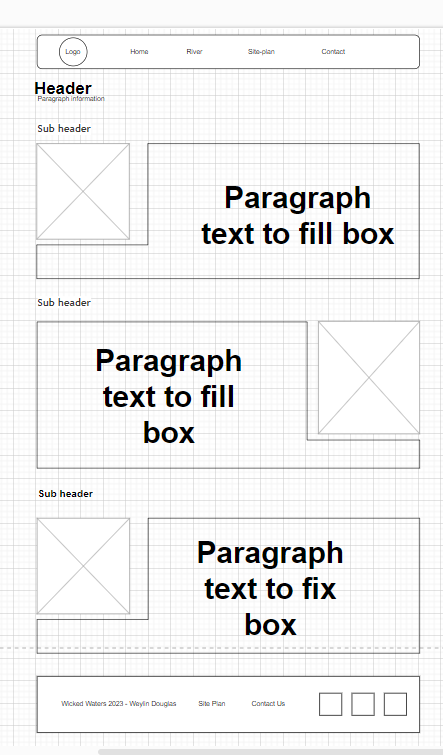 Logo Home River Site-plan Contact
Header
Paragraph information
Sub header
Paragraph
text to fill box
Sub header
Paragraph
text to fill
box
Sub header
Paragraph
text to fix
box
Wicked Waters 2023 - Weylin Douglas Site Plan Contact Us